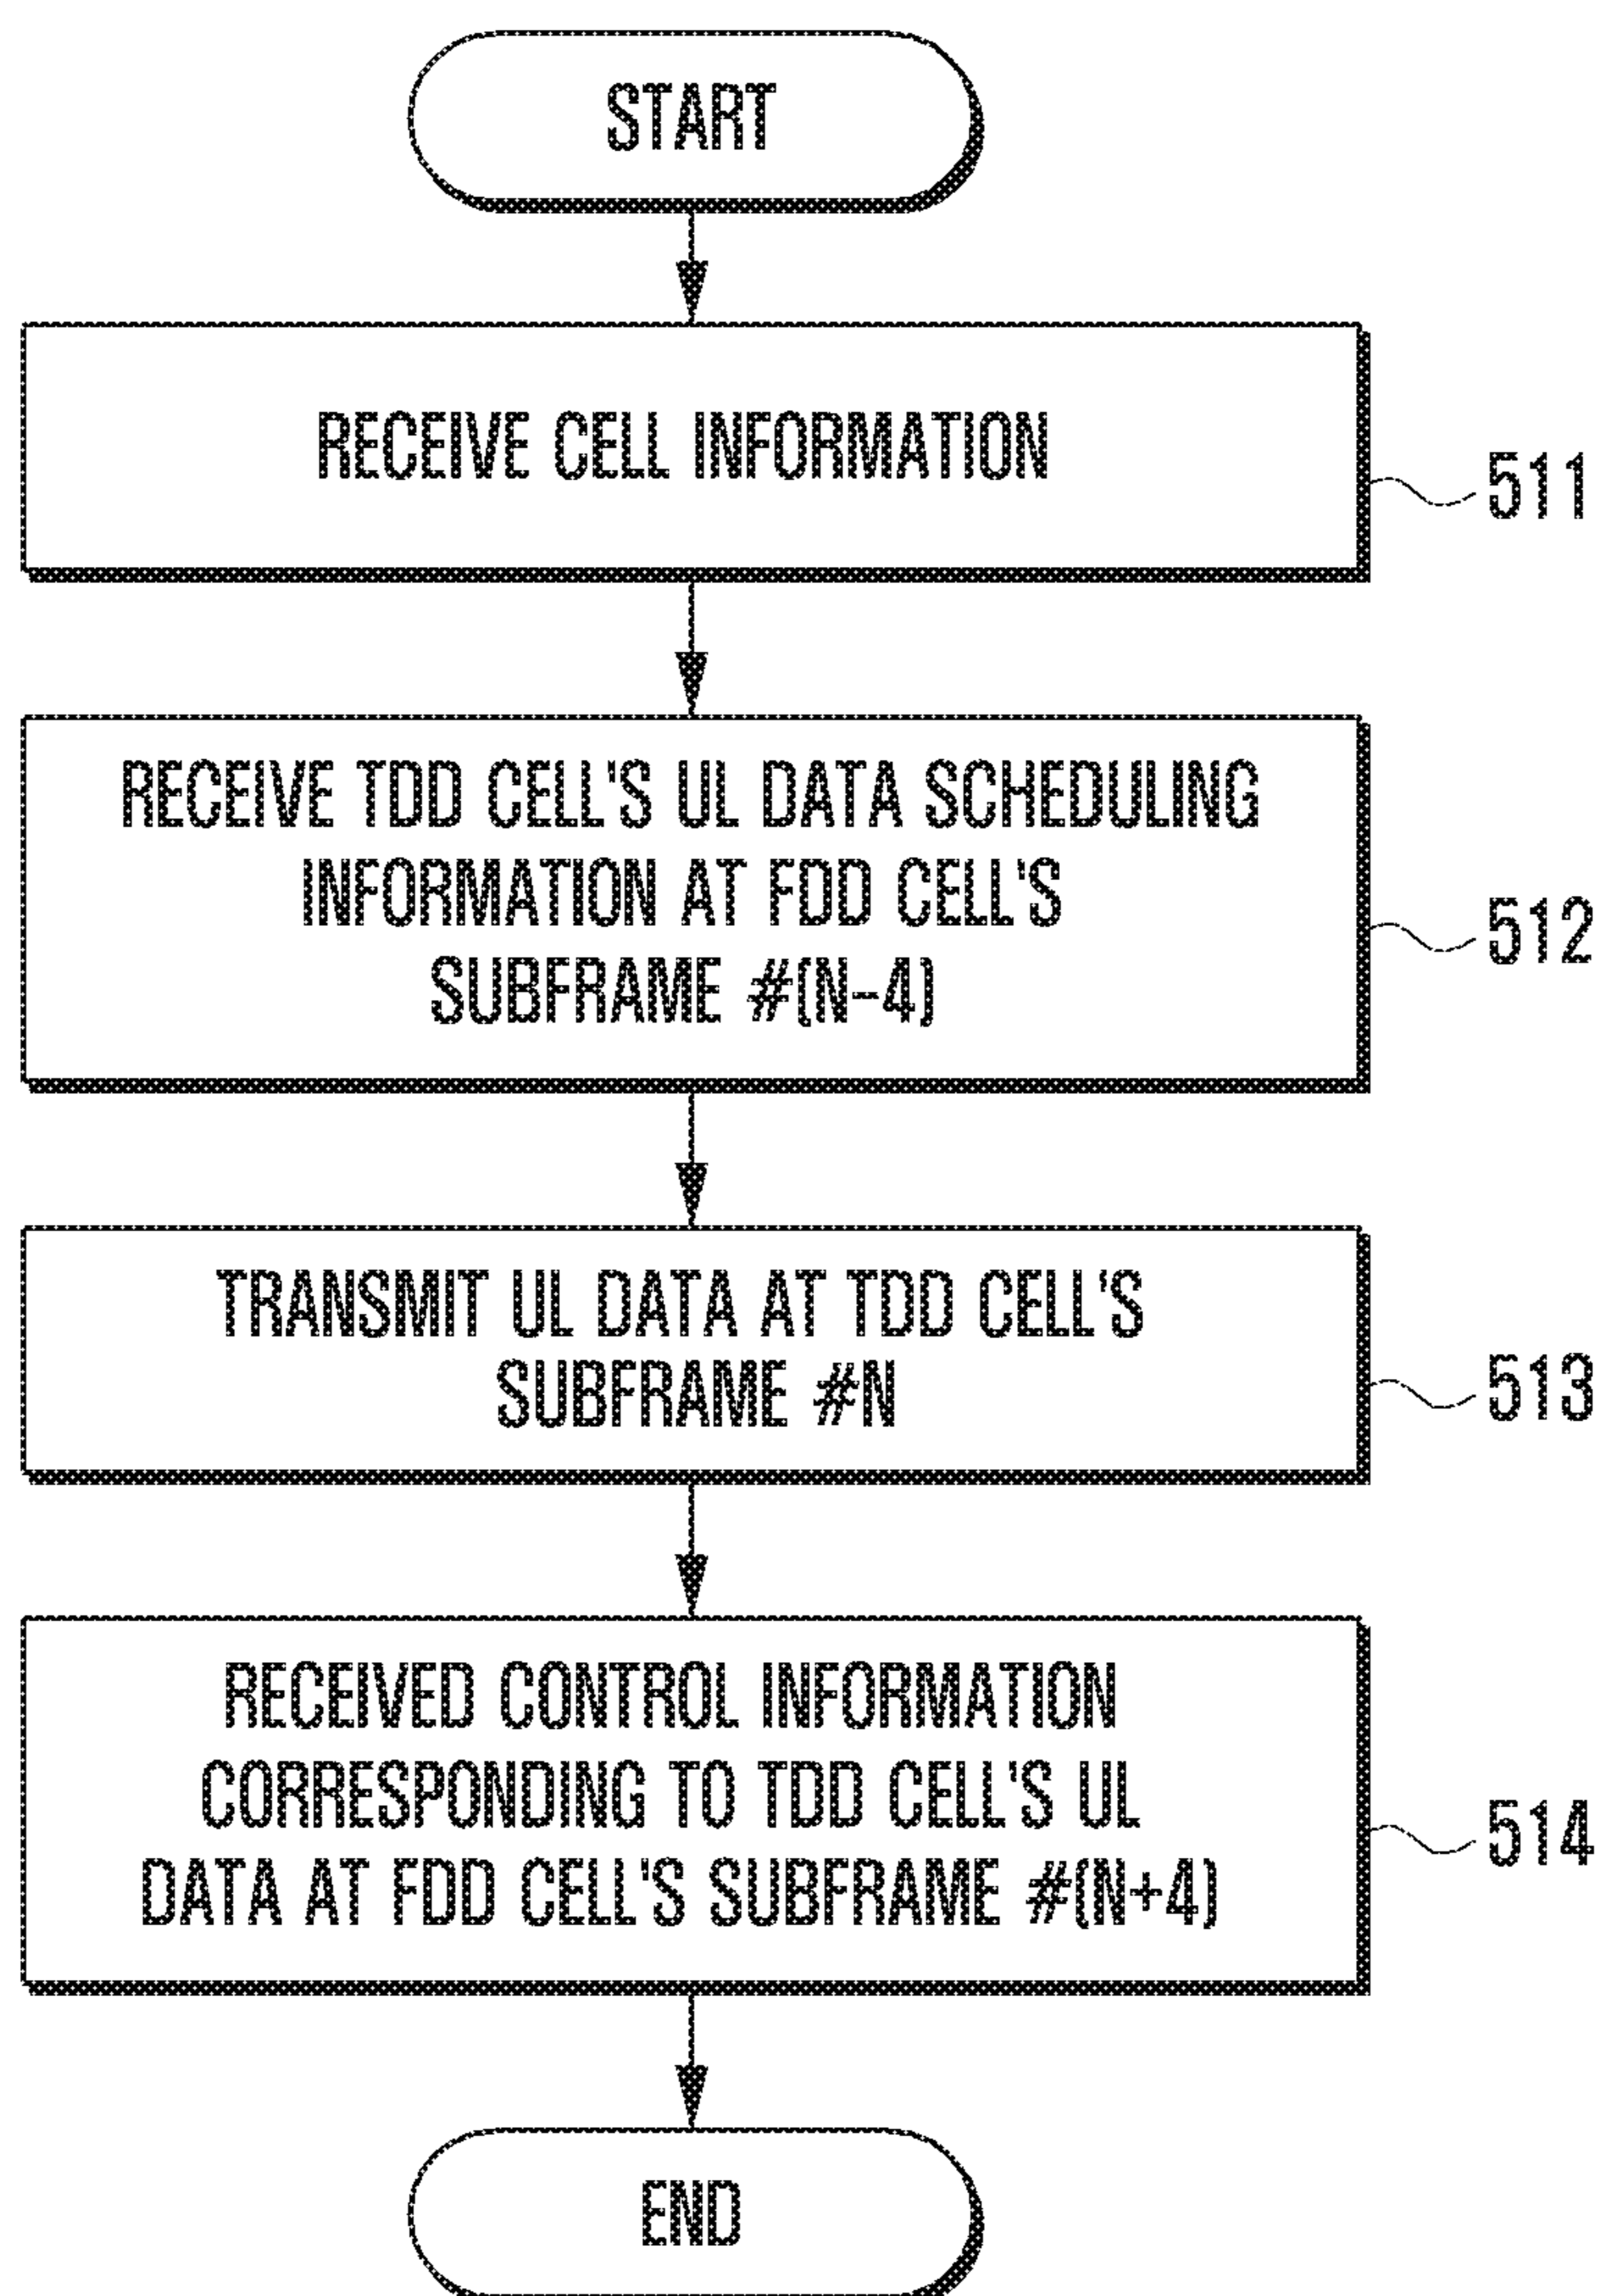 START
RECEIVE CELL INFORMATION
511
RECEIVE TDD CELL'S UL DATA SCHEDULING
INFORMATION AT FDD CELL'S
SUBFRAME #(N-4)
512
TRANSMIT UL DATA AT TDD CELL'S
SUBFRAME #N
513
RECEIVED CONTROL INFORMATION
CORRESPONDING TO TDD CELL'S UL
DATA AT FDD CELL'S SUBFRAME #(N+4)
514
END